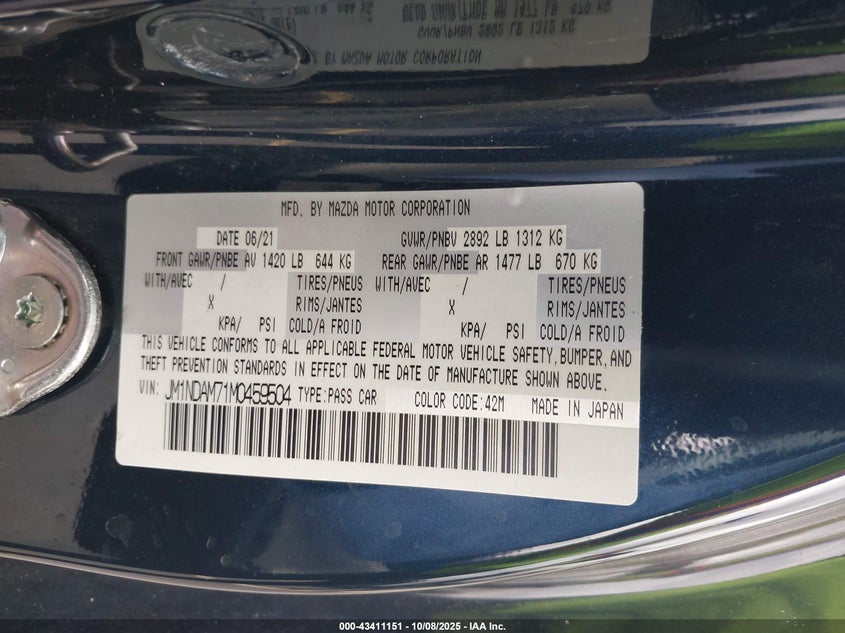 MFD. BY MAZDA MOTOR CORPORATION
DATE 06/21 GVWR/PNBV 2892 LB 1312 KG
FRONT GAWR/PNBE AV 1420 LB 644 KG REAR GAWR/PNBE AR 1477 LB 670 KG
WITH/AVEC / TIRES/PNEUS WITH/AVEC / TIRES/PNEUS
X RIMS/JANTES X RIMS/JANTES
KPA/ PSI COLD/A FROID KPA/ PSI COLD/A FROID
THIS VEHICLE CONFORMS TO ALL APPLICABLE FEDERAL MOTOR VEHICLE SAFETY, BUMPER, AND
THEFT PREVENTION STANDARDS IN EFFECT ON THE DATE OF MANUFACTURE SHOWN ABOVE.
VIN: JM1NDAM71M0459504 TYPE:PASS CAR COLOR CODE:42M MADE IN JAPAN
000-43411151 | 10/08/2025 - IAA Inc.